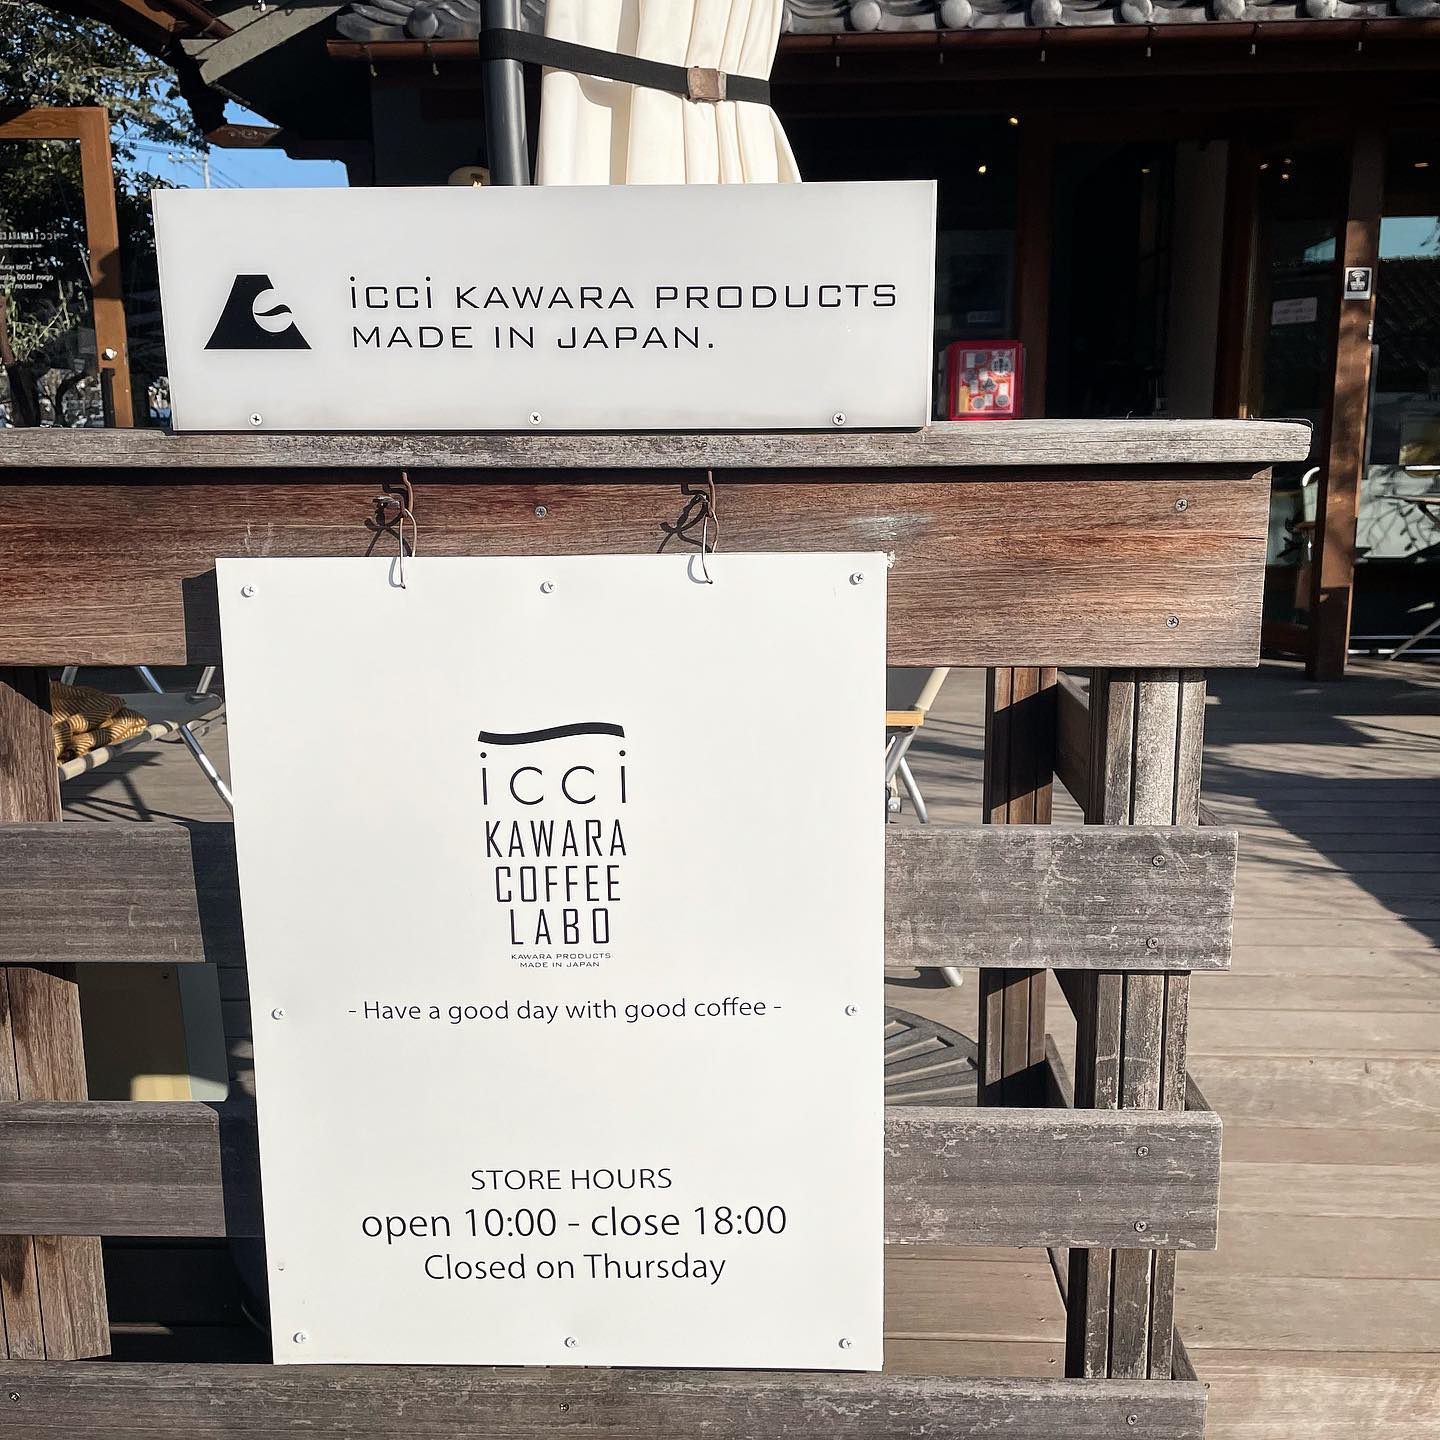 icci KAWARA PRODUCTS
MADE IN JAPAN.
icci
KAWARA
COFFEE
LABO
KAWARA PRODUCTS
MADE IN JAPAN
- Have a good day with good coffee -
STORE HOURS
open 10:00 - close 18:00
Closed on Thursday